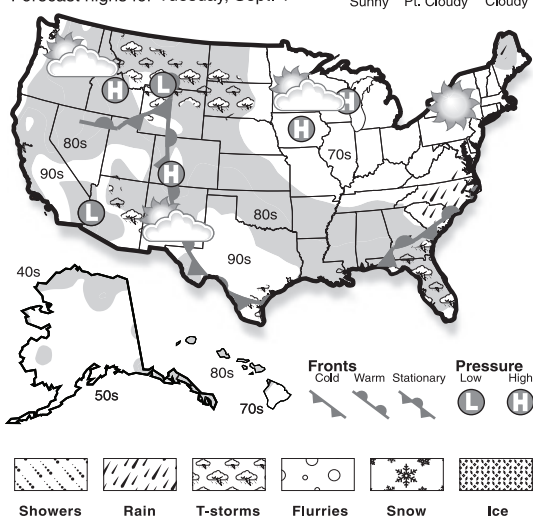 Sunny Pt. Cloudy Cloudy
H L H
80s H 70s
90s H
L 80s
90s
40s
80s
50s 70s
Fronts Pressure
Cold Warm Stationary Low High
L H
Showers Rain T-storms Flurries Snow Ice